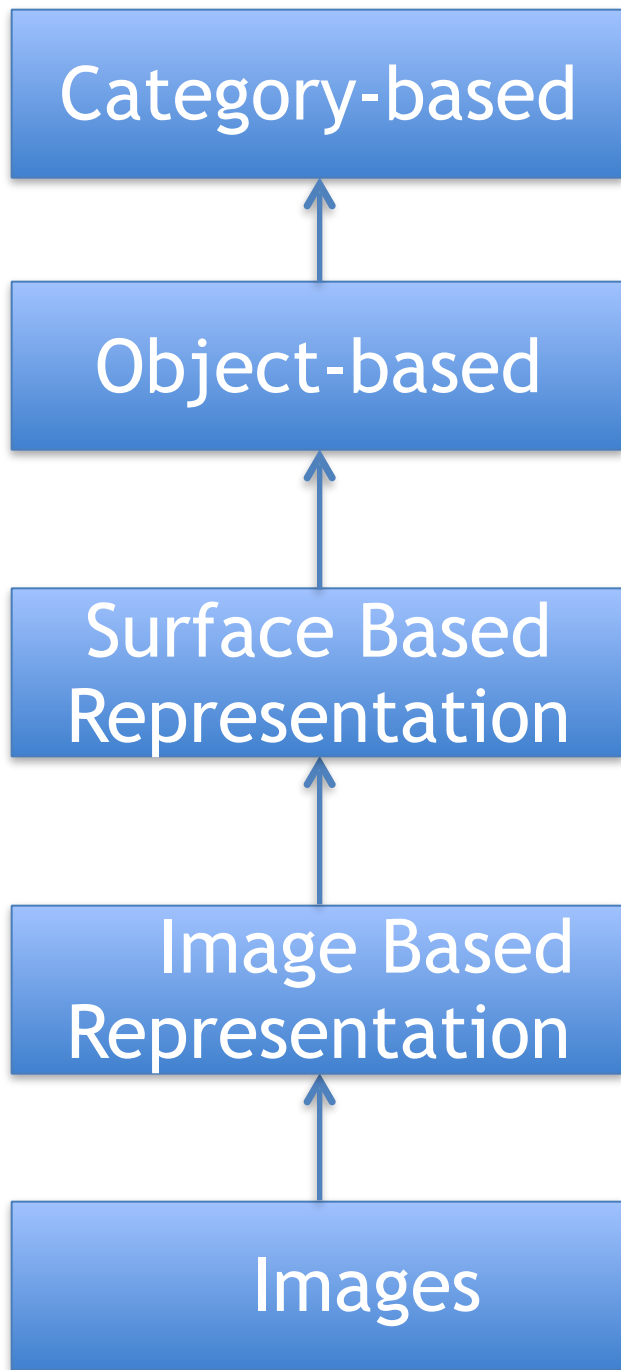 Category-based
Object-based
Surface Based
Representation
Image Based
Representation
Images